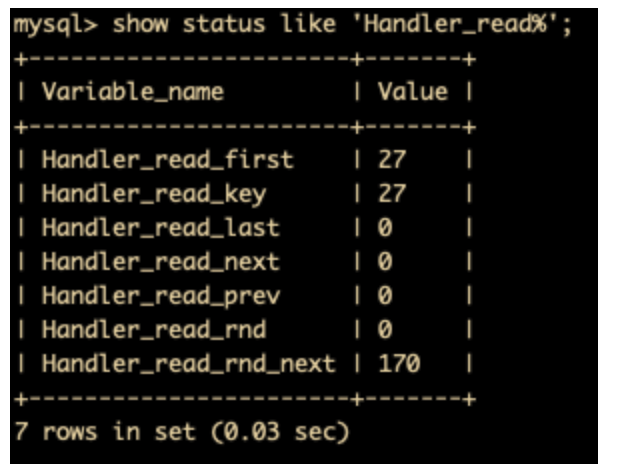 mysql> show status like 'Handler_read%';
+-----------------------+-------+
| Variable_name         | Value |
+-----------------------+-------+
| Handler_read_first    | 27    |
| Handler_read_key      | 27    |
| Handler_read_last     | 0     |
| Handler_read_next     | 0     |
| Handler_read_prev     | 0     |
| Handler_read_rnd      | 0     |
| Handler_read_rnd_next | 170   |
+-----------------------+-------+
7 rows in set (0.03 sec)